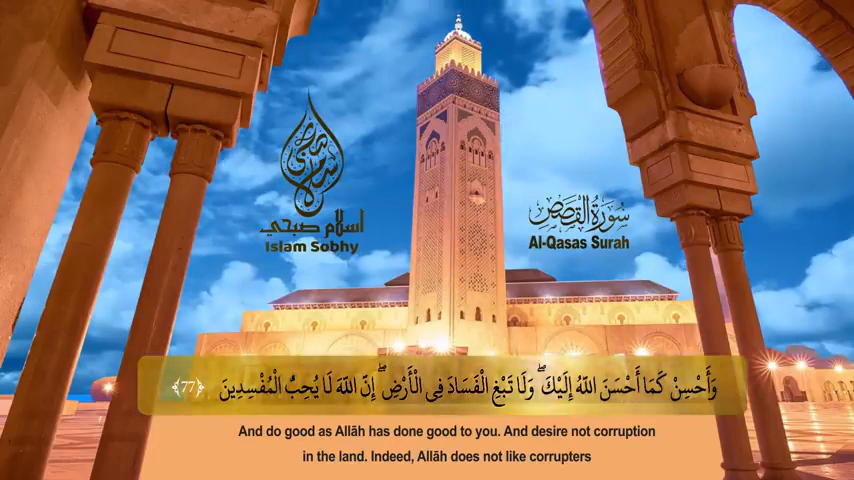 اسلام صبحي
Islam Sobhy
سورة القصص
Al-Qasas Surah
وَأَحْسِنْ كَمَا أَحْسَنَ اللَّهُ إِلَيْكَ ۖ وَلَا تَبْغِ الْفَسَادَ فِي الْأَرْضِ ۖ إِنَّ اللَّهَ لَا يُحِبُّ الْمُفْسِدِينَ ﴿77﴾
And do good as Allāh has done good to you. And desire not corruption
in the land. Indeed, Allāh does not like corrupters